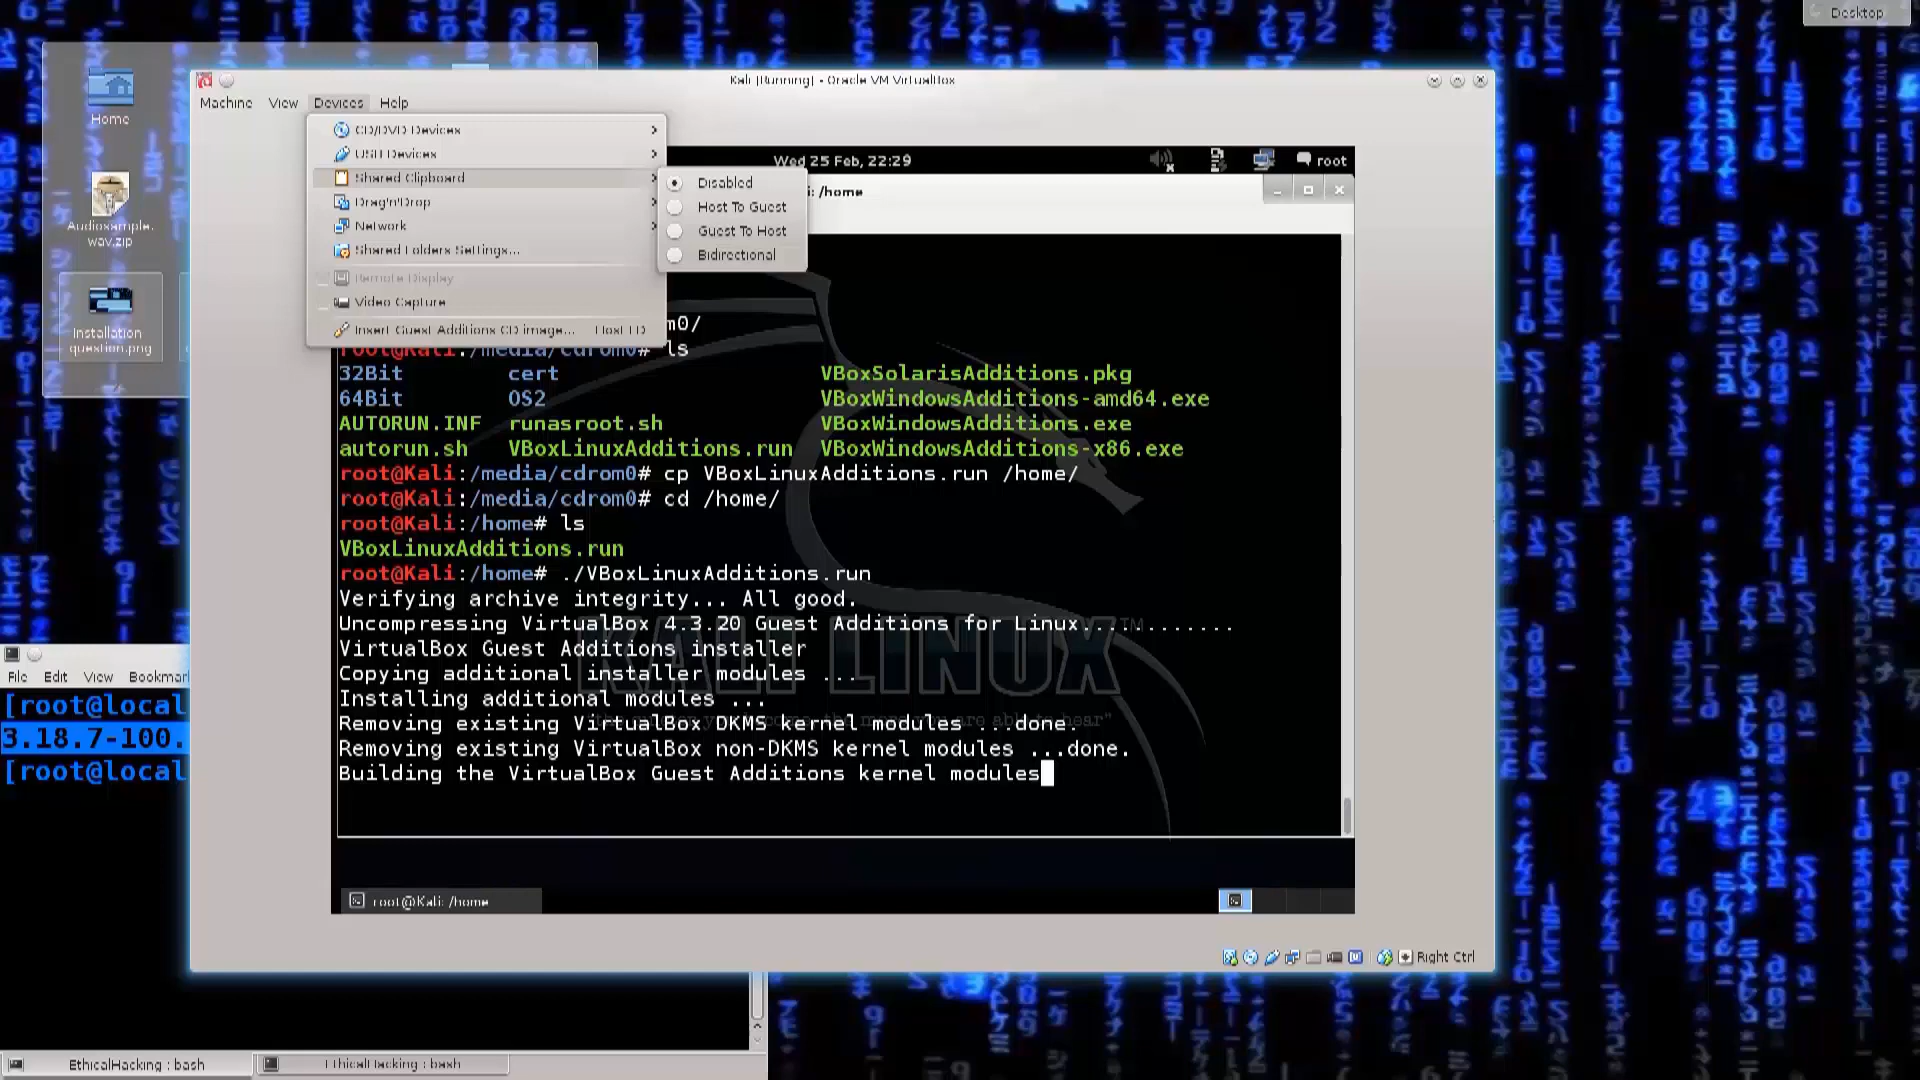 Desktop
Home
Audioxample.
wav.zip
Installation
question.png
Kali [Running] - Oracle VM VirtualBox
Machine View Devices Help
CD/DVD Devices
USB Devices
Shared Clipboard
Drag'n'Drop
Network
Shared Folders Settings...
Remote Display
Video Capture
Insert Guest Additions CD image... Host+D
Disabled
Host To Guest
Guest To Host
Bidirectional
Wed 25 Feb, 22:29
root
: /home
m0/
root@Kali:/media/cdrom0# ls
32Bit cert VBoxSolarisAdditions.pkg
64Bit OS2 VBoxWindowsAdditions-amd64.exe
AUTORUN.INF runasroot.sh VBoxWindowsAdditions.exe
autorun.sh VBoxLinuxAdditions.run VBoxWindowsAdditions-x86.exe
root@Kali:/media/cdrom0# cp VBoxLinuxAdditions.run /home/
root@Kali:/media/cdrom0# cd /home/
root@Kali:/home# ls
VBoxLinuxAdditions.run
root@Kali:/home# ./VBoxLinuxAdditions.run
Verifying archive integrity... All good.
Uncompressing VirtualBox 4.3.20 Guest Additions for Linux............
VirtualBox Guest Additions installer
Copying additional installer modules ...
Installing additional modules ...
Removing existing VirtualBox DKMS kernel modules ...done.
Removing existing VirtualBox non-DKMS kernel modules ...done.
Building the VirtualBox Guest Additions kernel modules
KALI LINUX
TM
root@Kali: /home
Right Ctrl
File Edit View Bookmar
[root@local
3.18.7-100.
[root@local
EthicalHacking : bash
EthicalHacking : bash